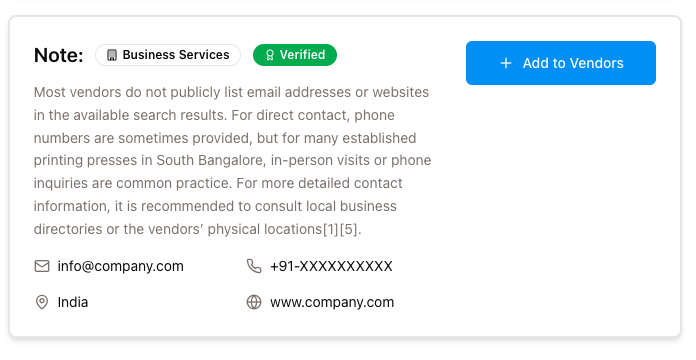 Note:
Business Services
Verified
Add to Vendors
Most vendors do not publicly list email addresses or websites
in the available search results. For direct contact, phone
numbers are sometimes provided, but for many established
printing presses in South Bangalore, in-person visits or phone
inquiries are common practice. For more detailed contact
information, it is recommended to consult local business
directories or the vendors’ physical locations[1][5].
info@company.com
+91-XXXXXXXXXX
India
www.company.com